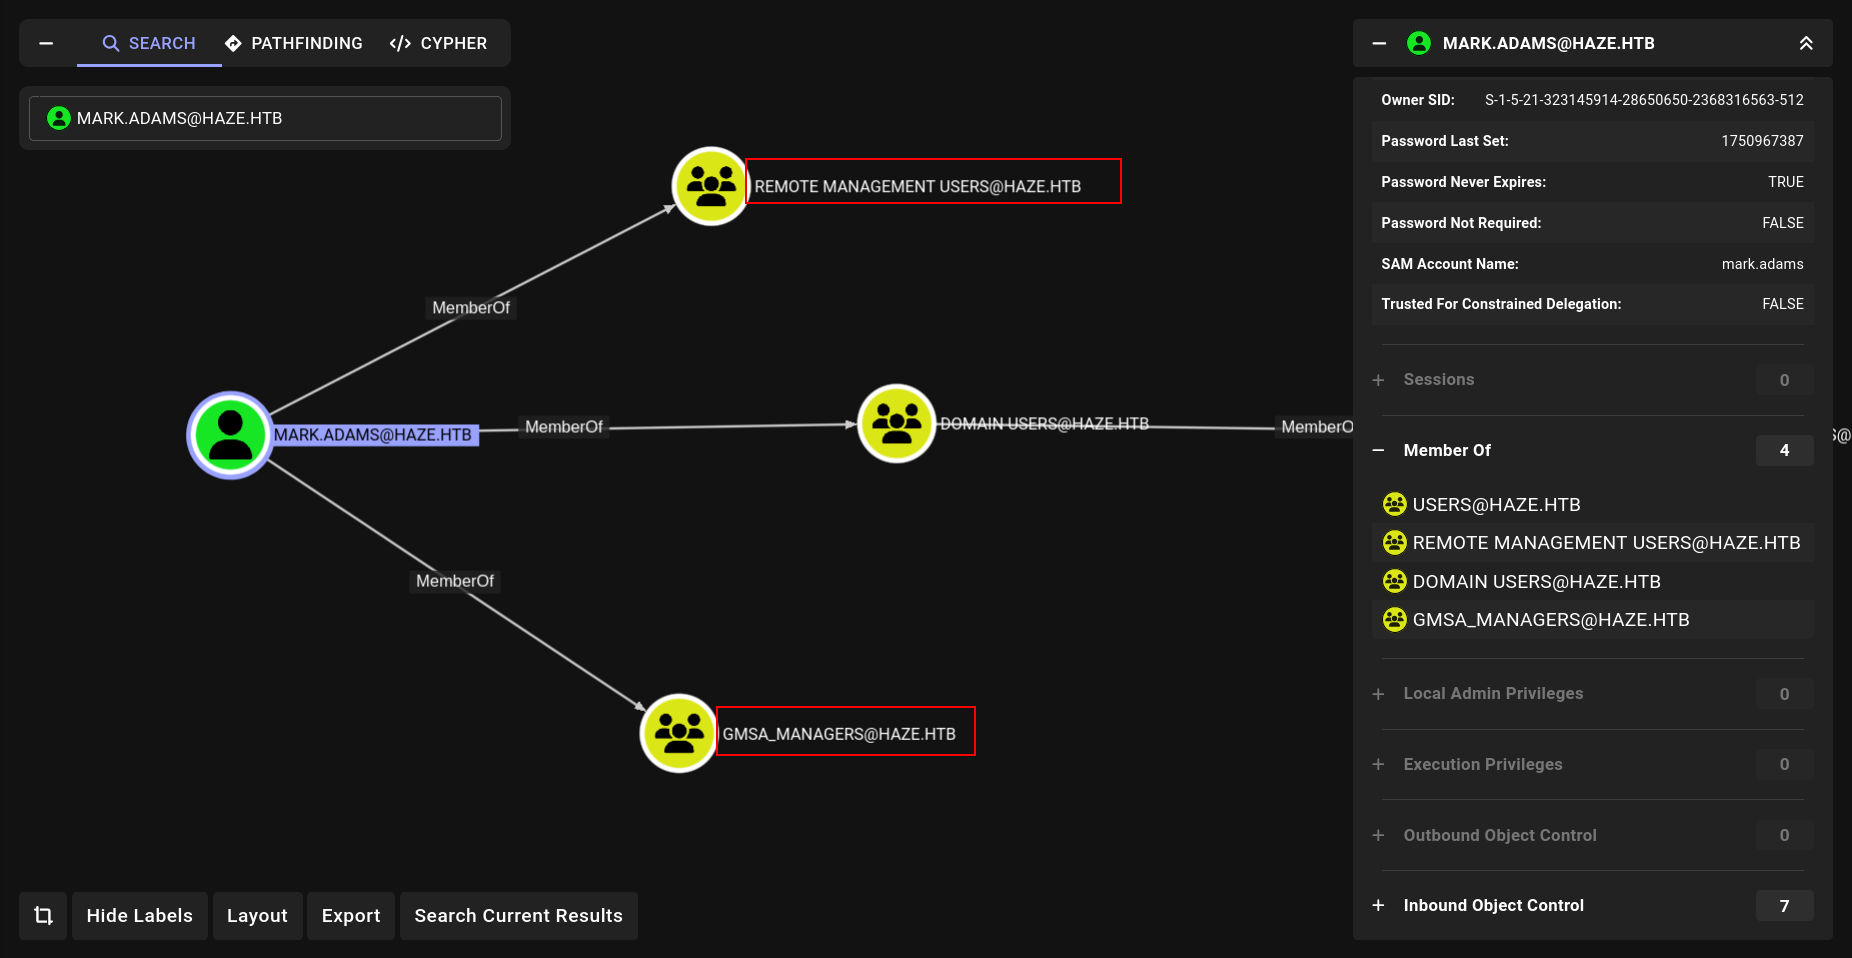 SEARCH
PATHFINDING
CYPHER
MARK.ADAMS@HAZE.HTB
REMOTE MANAGEMENT USERS@HAZE.HTB
MemberOf
MARK.ADAMS@HAZE.HTB
MemberOf
DOMAIN USERS@HAZE.HTB
MemberO
S@
MemberOf
GMSA_MANAGERS@HAZE.HTB
Hide Labels
Layout
Export
Search Current Results
MARK.ADAMS@HAZE.HTB
Owner SID: S-1-5-21-323145914-28650650-2368316563-512
Password Last Set: 1750967387
Password Never Expires: TRUE
Password Not Required: FALSE
SAM Account Name: mark.adams
Trusted For Constrained Delegation: FALSE
Sessions 0
Member Of 4
USERS@HAZE.HTB
REMOTE MANAGEMENT USERS@HAZE.HTB
DOMAIN USERS@HAZE.HTB
GMSA_MANAGERS@HAZE.HTB
Local Admin Privileges 0
Execution Privileges 0
Outbound Object Control 0
Inbound Object Control 7